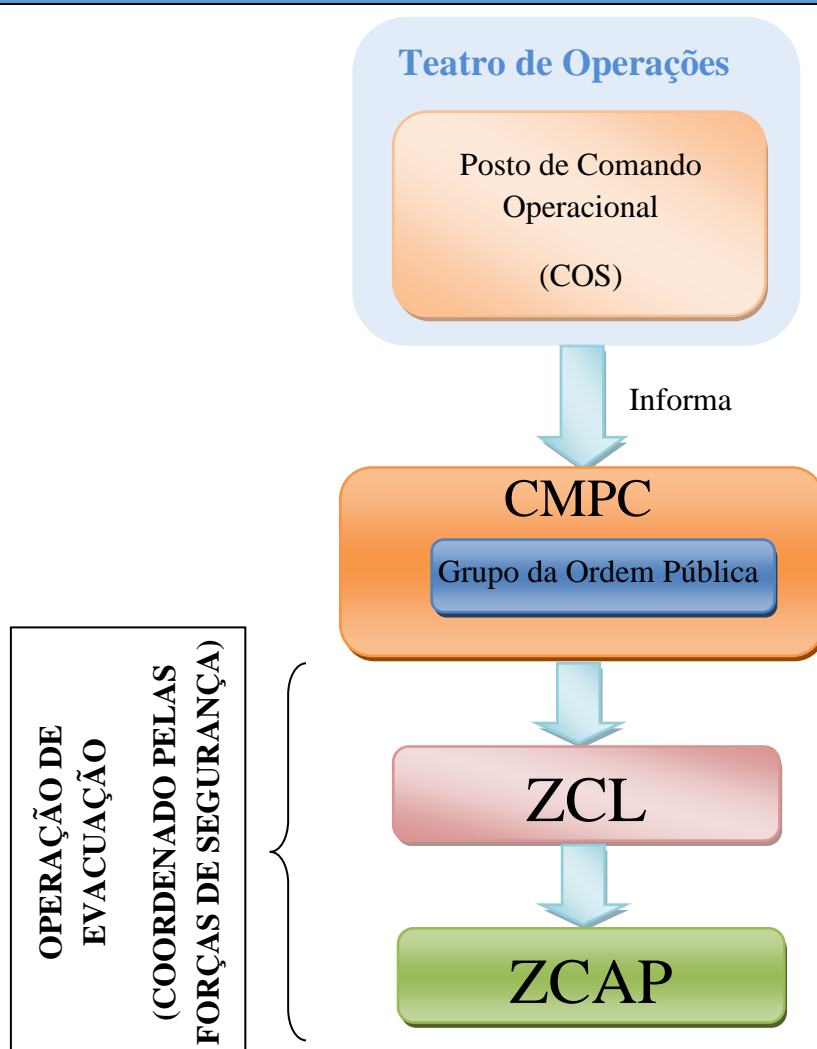 Teatro de Operações
Posto de Comando
Operacional
(COS)
Informa
CMPC
Grupo da Ordem Pública
OPERAÇÃO DE
EVACUAÇÃO
(COORDENADO PELAS
FORÇAS DE SEGURANÇA)
ZCL
ZCAP